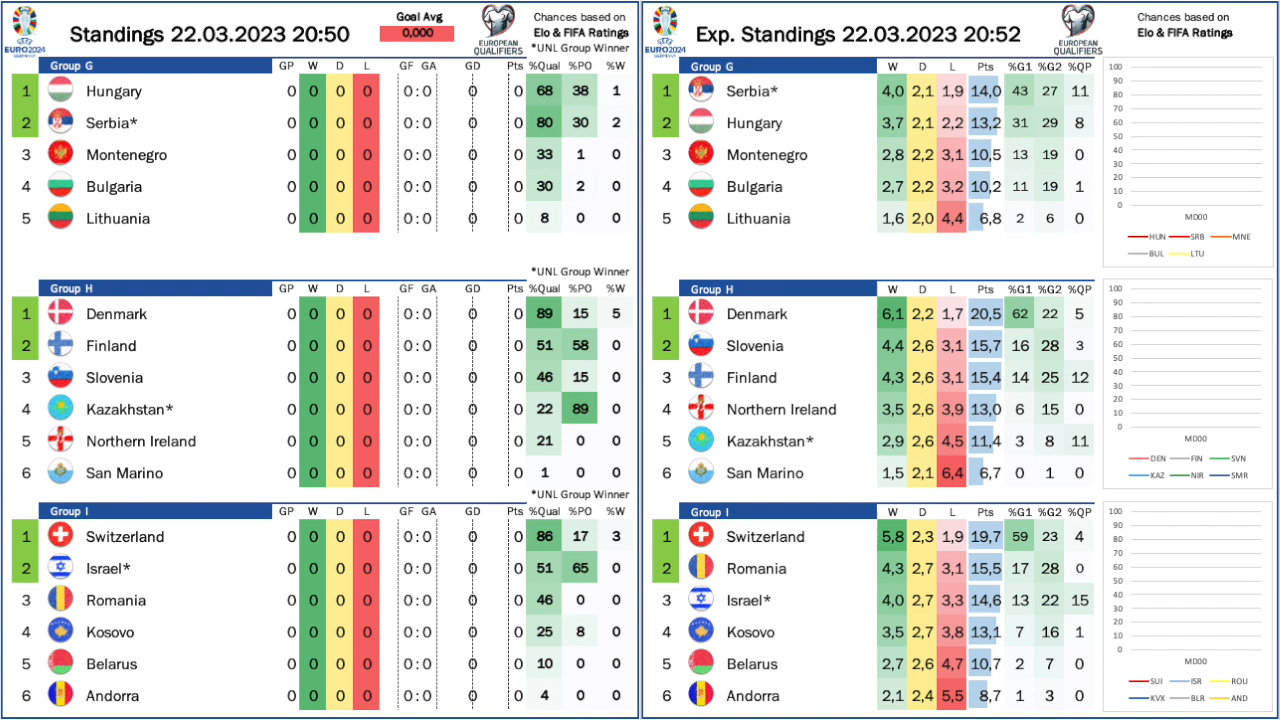 EURO2024
GERMANY
Standings 22.03.2023 20:50
Goal Avg
0,000
EUROPEAN
QUALIFIERS
Chances based on
Elo & FIFA Ratings
*UNL Group Winner
Group G GP W D L GF GA GD Pts %Qual %PO %W
1 Hungary 0 0 0 0 0:0 0 0 68 38 1
2 Serbia* 0 0 0 0 0:0 0 0 80 30 2
3 Montenegro 0 0 0 0 0:0 0 0 33 1 0
4 Bulgaria 0 0 0 0 0:0 0 0 30 2 0
5 Lithuania 0 0 0 0 0:0 0 0 8 0 0
*UNL Group Winner
Group H GP W D L GF GA GD Pts %Qual %PO %W
1 Denmark 0 0 0 0 0:0 0 0 89 15 5
2 Finland 0 0 0 0 0:0 0 0 51 58 0
3 Slovenia 0 0 0 0 0:0 0 0 46 15 0
4 Kazakhstan* 0 0 0 0 0:0 0 0 22 89 0
5 Northern Ireland 0 0 0 0 0:0 0 0 21 0 0
6 San Marino 0 0 0 0 0:0 0 0 1 0 0
*UNL Group Winner
Group I GP W D L GF GA GD Pts %Qual %PO %W
1 Switzerland 0 0 0 0 0:0 0 0 86 17 3
2 Israel* 0 0 0 0 0:0 0 0 51 65 0
3 Romania 0 0 0 0 0:0 0 0 46 0 0
4 Kosovo 0 0 0 0 0:0 0 0 25 8 0
5 Belarus 0 0 0 0 0:0 0 0 10 0 0
6 Andorra 0 0 0 0 0:0 0 0 4 0 0
EURO2024
GERMANY
Exp. Standings 22.03.2023 20:52
EUROPEAN
QUALIFIERS
Chances based on
Elo & FIFA Ratings
Group G W D L Pts %G1 %G2 %QP
1 Serbia* 4,0 2,1 1,9 14,0 43 27 11
2 Hungary 3,7 2,1 2,2 13,2 31 29 8
3 Montenegro 2,8 2,2 3,1 10,5 13 19 0
4 Bulgaria 2,7 2,2 3,2 10,2 11 19 1
5 Lithuania 1,6 2,0 4,4 6,8 2 6 0
100
90
80
70
60
50
40
30
20
10
0
MD00
HUN SRB MNE
BUL LTU
Group H W D L Pts %G1 %G2 %QP
1 Denmark 6,1 2,2 1,7 20,5 62 22 5
2 Slovenia 4,4 2,6 3,1 15,7 16 28 3
3 Finland 4,3 2,6 3,1 15,4 14 25 12
4 Northern Ireland 3,5 2,6 3,9 13,0 6 15 0
5 Kazakhstan* 2,9 2,6 4,5 11,4 3 8 11
6 San Marino 1,5 2,1 6,4 6,7 0 1 0
100
90
80
70
60
50
40
30
20
10
0
MD00
DEN FIN SVN
KAZ NIR SMR
Group I W D L Pts %G1 %G2 %QP
1 Switzerland 5,8 2,3 1,9 19,7 59 23 4
2 Romania 4,3 2,7 3,1 15,5 17 28 0
3 Israel* 4,0 2,7 3,3 14,6 13 22 15
4 Kosovo 3,5 2,7 3,8 13,1 7 16 1
5 Belarus 2,7 2,6 4,7 10,7 2 7 0
6 Andorra 2,1 2,4 5,5 8,7 1 3 0
100
90
80
70
60
50
40
30
20
10
0
MD00
SUI ISR ROU
KVX BLR AND